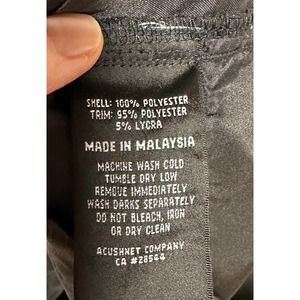 SHELL: 100% POLYESTER
TRIM: 95% POLYESTER
5% LYCRA
MADE IN MALAYSIA
MACHINE WASH COLD
TUMBLE DRY LOW
REMOVE IMMEDIATELY
WASH DARKS SEPARATELY
DO NOT BLEACH, IRON
OR DRY CLEAN
ACUSHNET COMPANY
CA #28544